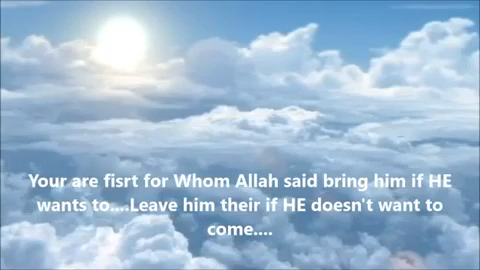 Your are fisrt for Whom Allah said bring him if HE
wants to....Leave him their if HE doesn't want to
come....